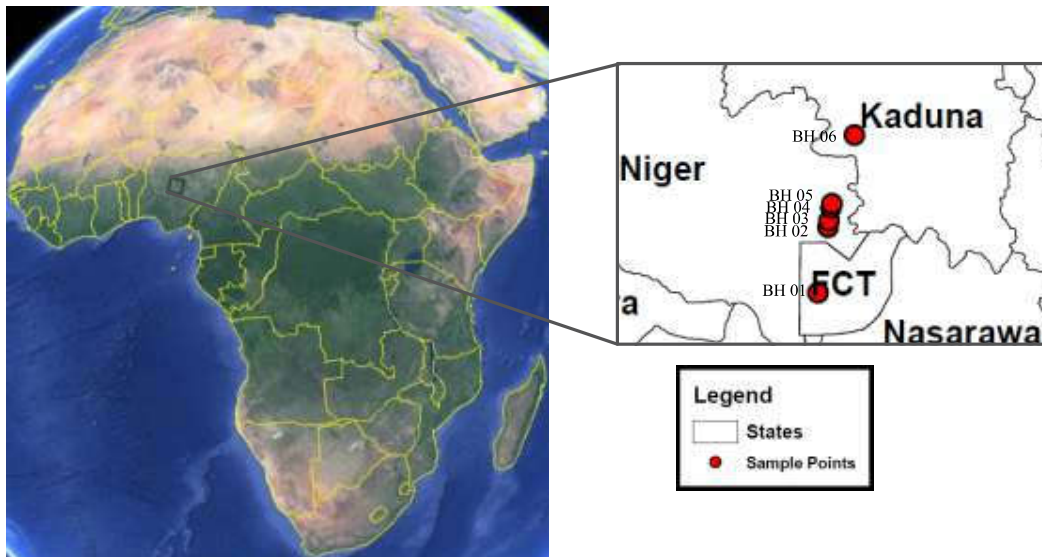 Kaduna
BH 06
Niger
BH 05
BH 04
BH 03
BH 02
BH 01
FCT
a
Nasarawa
Legend
States
Sample Points